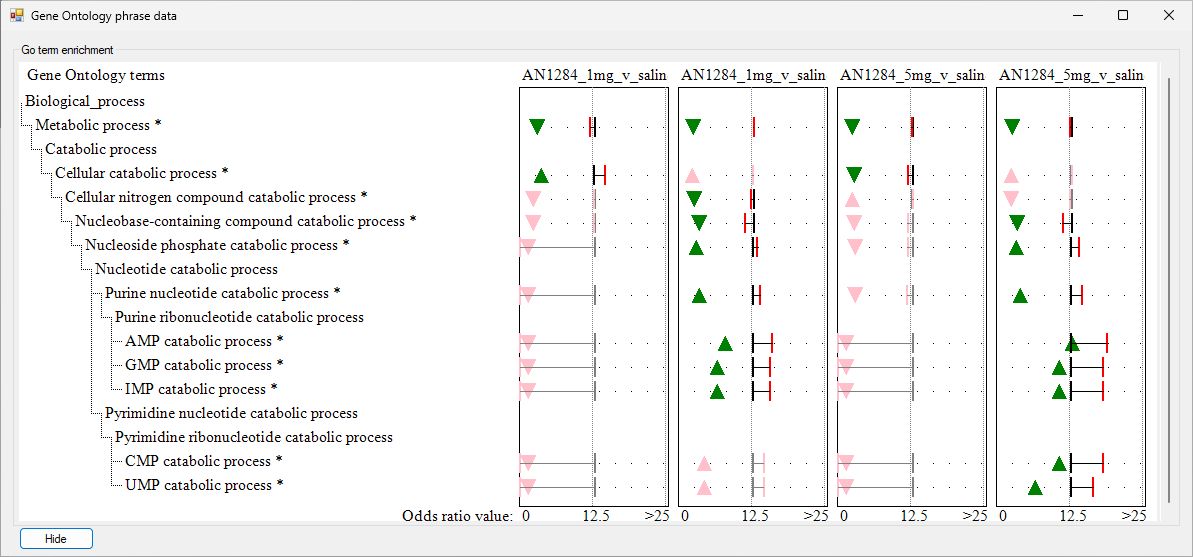 Gene Ontology phrase data
Go term enrichment
Gene Ontology terms AN1284_1mg_v_salin AN1284_1mg_v_salin AN1284_5mg_v_salin AN1284_5mg_v_salin
Biological_process
Metabolic process *
Catabolic process
Cellular catabolic process *
Cellular nitrogen compound catabolic process *
Nucleobase-containing compound catabolic process *
Nucleoside phosphate catabolic process *
Nucleotide catabolic process
Purine nucleotide catabolic process *
Purine ribonucleotide catabolic process
AMP catabolic process *
GMP catabolic process *
IMP catabolic process *
Pyrimidine nucleotide catabolic process
Pyrimidine ribonucleotide catabolic process
CMP catabolic process *
UMP catabolic process *
Odds ratio value: 0 12.5 >25 0 12.5 >25 0 12.5 >25 0 12.5 >25
Hide